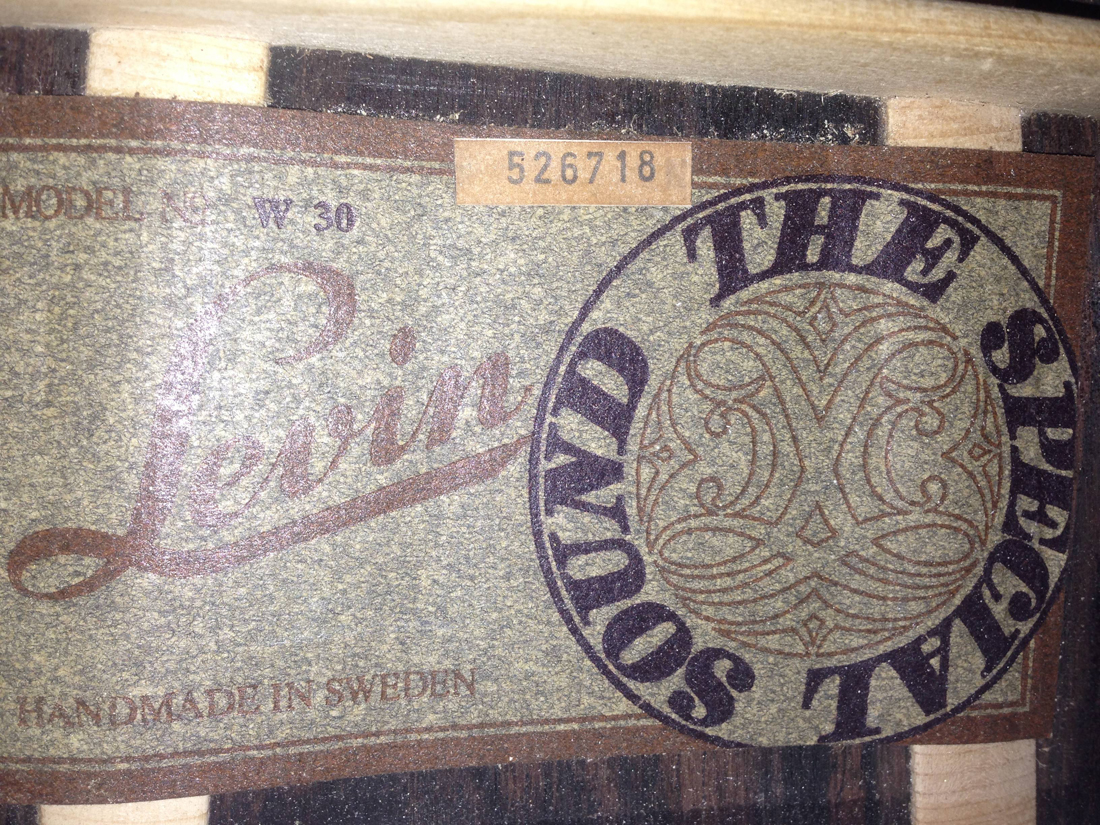 526718
MODEL Nº W 30
Levin
THE SPECIAL SOUND
HANDMADE IN SWEDEN